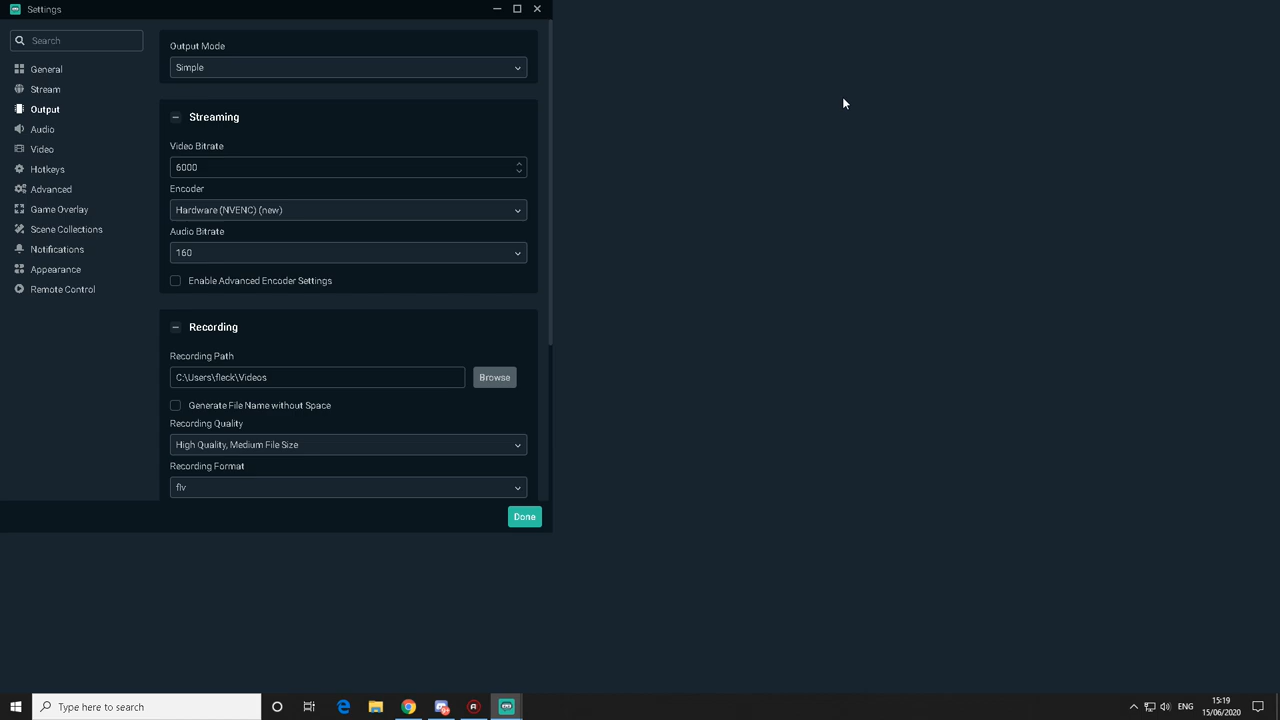 Settings
Search
General
Stream
Output
Audio
Video
Hotkeys
Advanced
Game Overlay
Scene Collections
Notifications
Appearance
Remote Control
Output Mode
Simple
Streaming
Video Bitrate
6000
Encoder
Hardware (NVENC) (new)
Audio Bitrate
160
Enable Advanced Encoder Settings
Recording
Recording Path
C:\Users\fleck\Videos
Browse
Generate File Name without Space
Recording Quality
High Quality, Medium File Size
Recording Format
flv
Done
Type here to search
ENG
15:19
15/06/2020